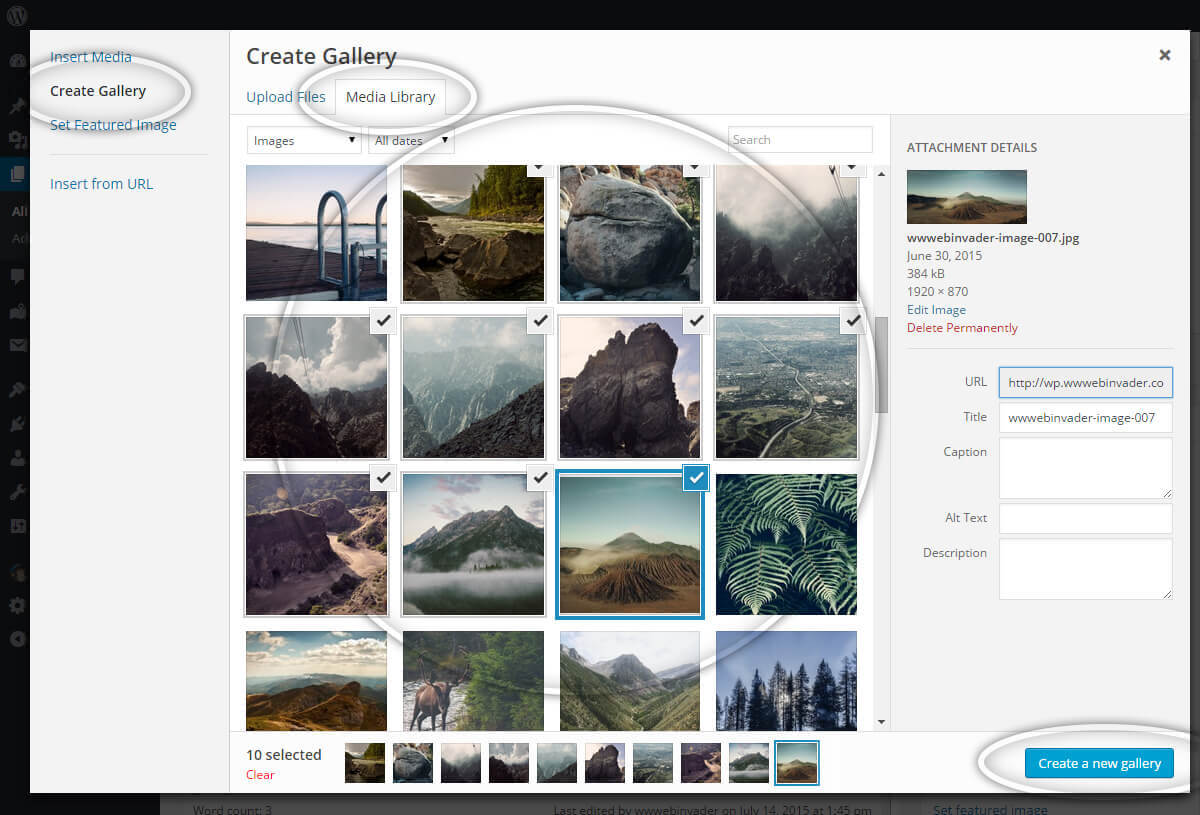 Insert Media
Create Gallery
Set Featured Image
Insert from URL
Create Gallery
Upload Files
Media Library
Images
All dates
Search
ATTACHMENT DETAILS
wwwebinvader-image-007.jpg
June 30, 2015
384 kB
1920 × 870
Edit Image
Delete Permanently
URL
http://wp.wwwebinvader.co
Title
wwwebinvader-image-007
Caption
Alt Text
Description
10 selected
Clear
Create a new gallery
All
Word count: 3
Last edited by wwwebinvader on July 14, 2015 at 1:45 pm
Set featured image